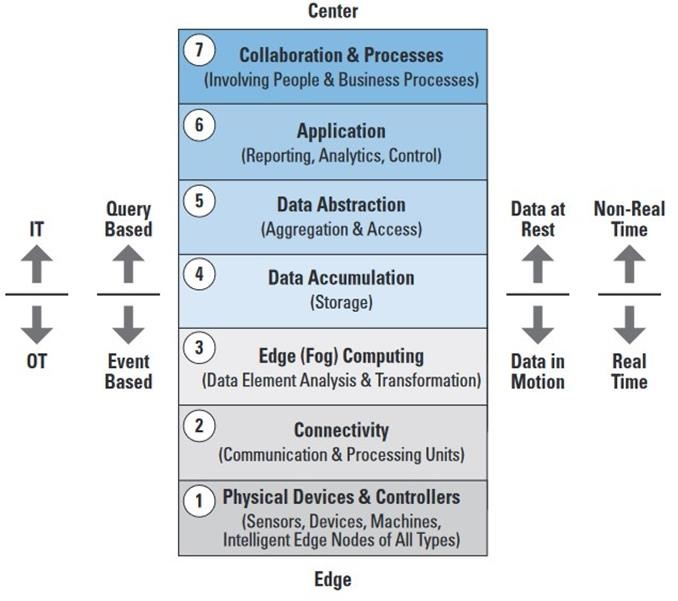 Center
7
Collaboration & Processes
(Involving People & Business Processes)
6
Application
(Reporting, Analytics, Control)
5
Data Abstraction
(Aggregation & Access)
4
Data Accumulation
(Storage)
3
Edge (Fog) Computing
(Data Element Analysis & Transformation)
2
Connectivity
(Communication & Processing Units)
1
Physical Devices & Controllers
(Sensors, Devices, Machines,
Intelligent Edge Nodes of All Types)
Edge
IT
OT
Query
Based
Event
Based
Data at
Rest
Data in
Motion
Non-Real
Time
Real
Time